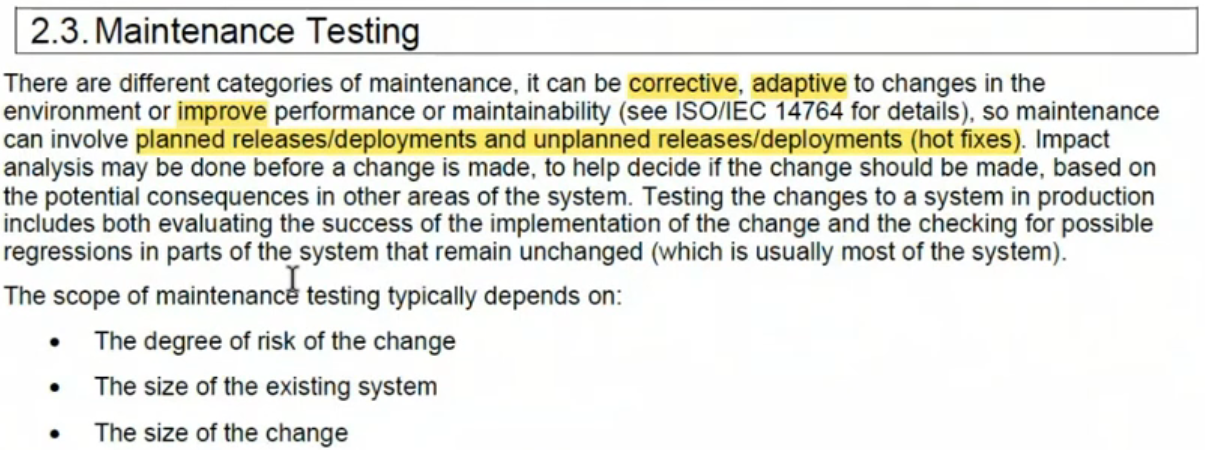 2.3. Maintenance Testing
There are different categories of maintenance, it can be corrective, adaptive to changes in the
environment or improve performance or maintainability (see ISO/IEC 14764 for details), so maintenance
can involve planned releases/deployments and unplanned releases/deployments (hot fixes). Impact
analysis may be done before a change is made, to help decide if the change should be made, based on
the potential consequences in other areas of the system. Testing the changes to a system in production
includes both evaluating the success of the implementation of the change and the checking for possible
regressions in parts of the system that remain unchanged (which is usually most of the system).
The scope of maintenance testing typically depends on:
• The degree of risk of the change
• The size of the existing system
• The size of the change